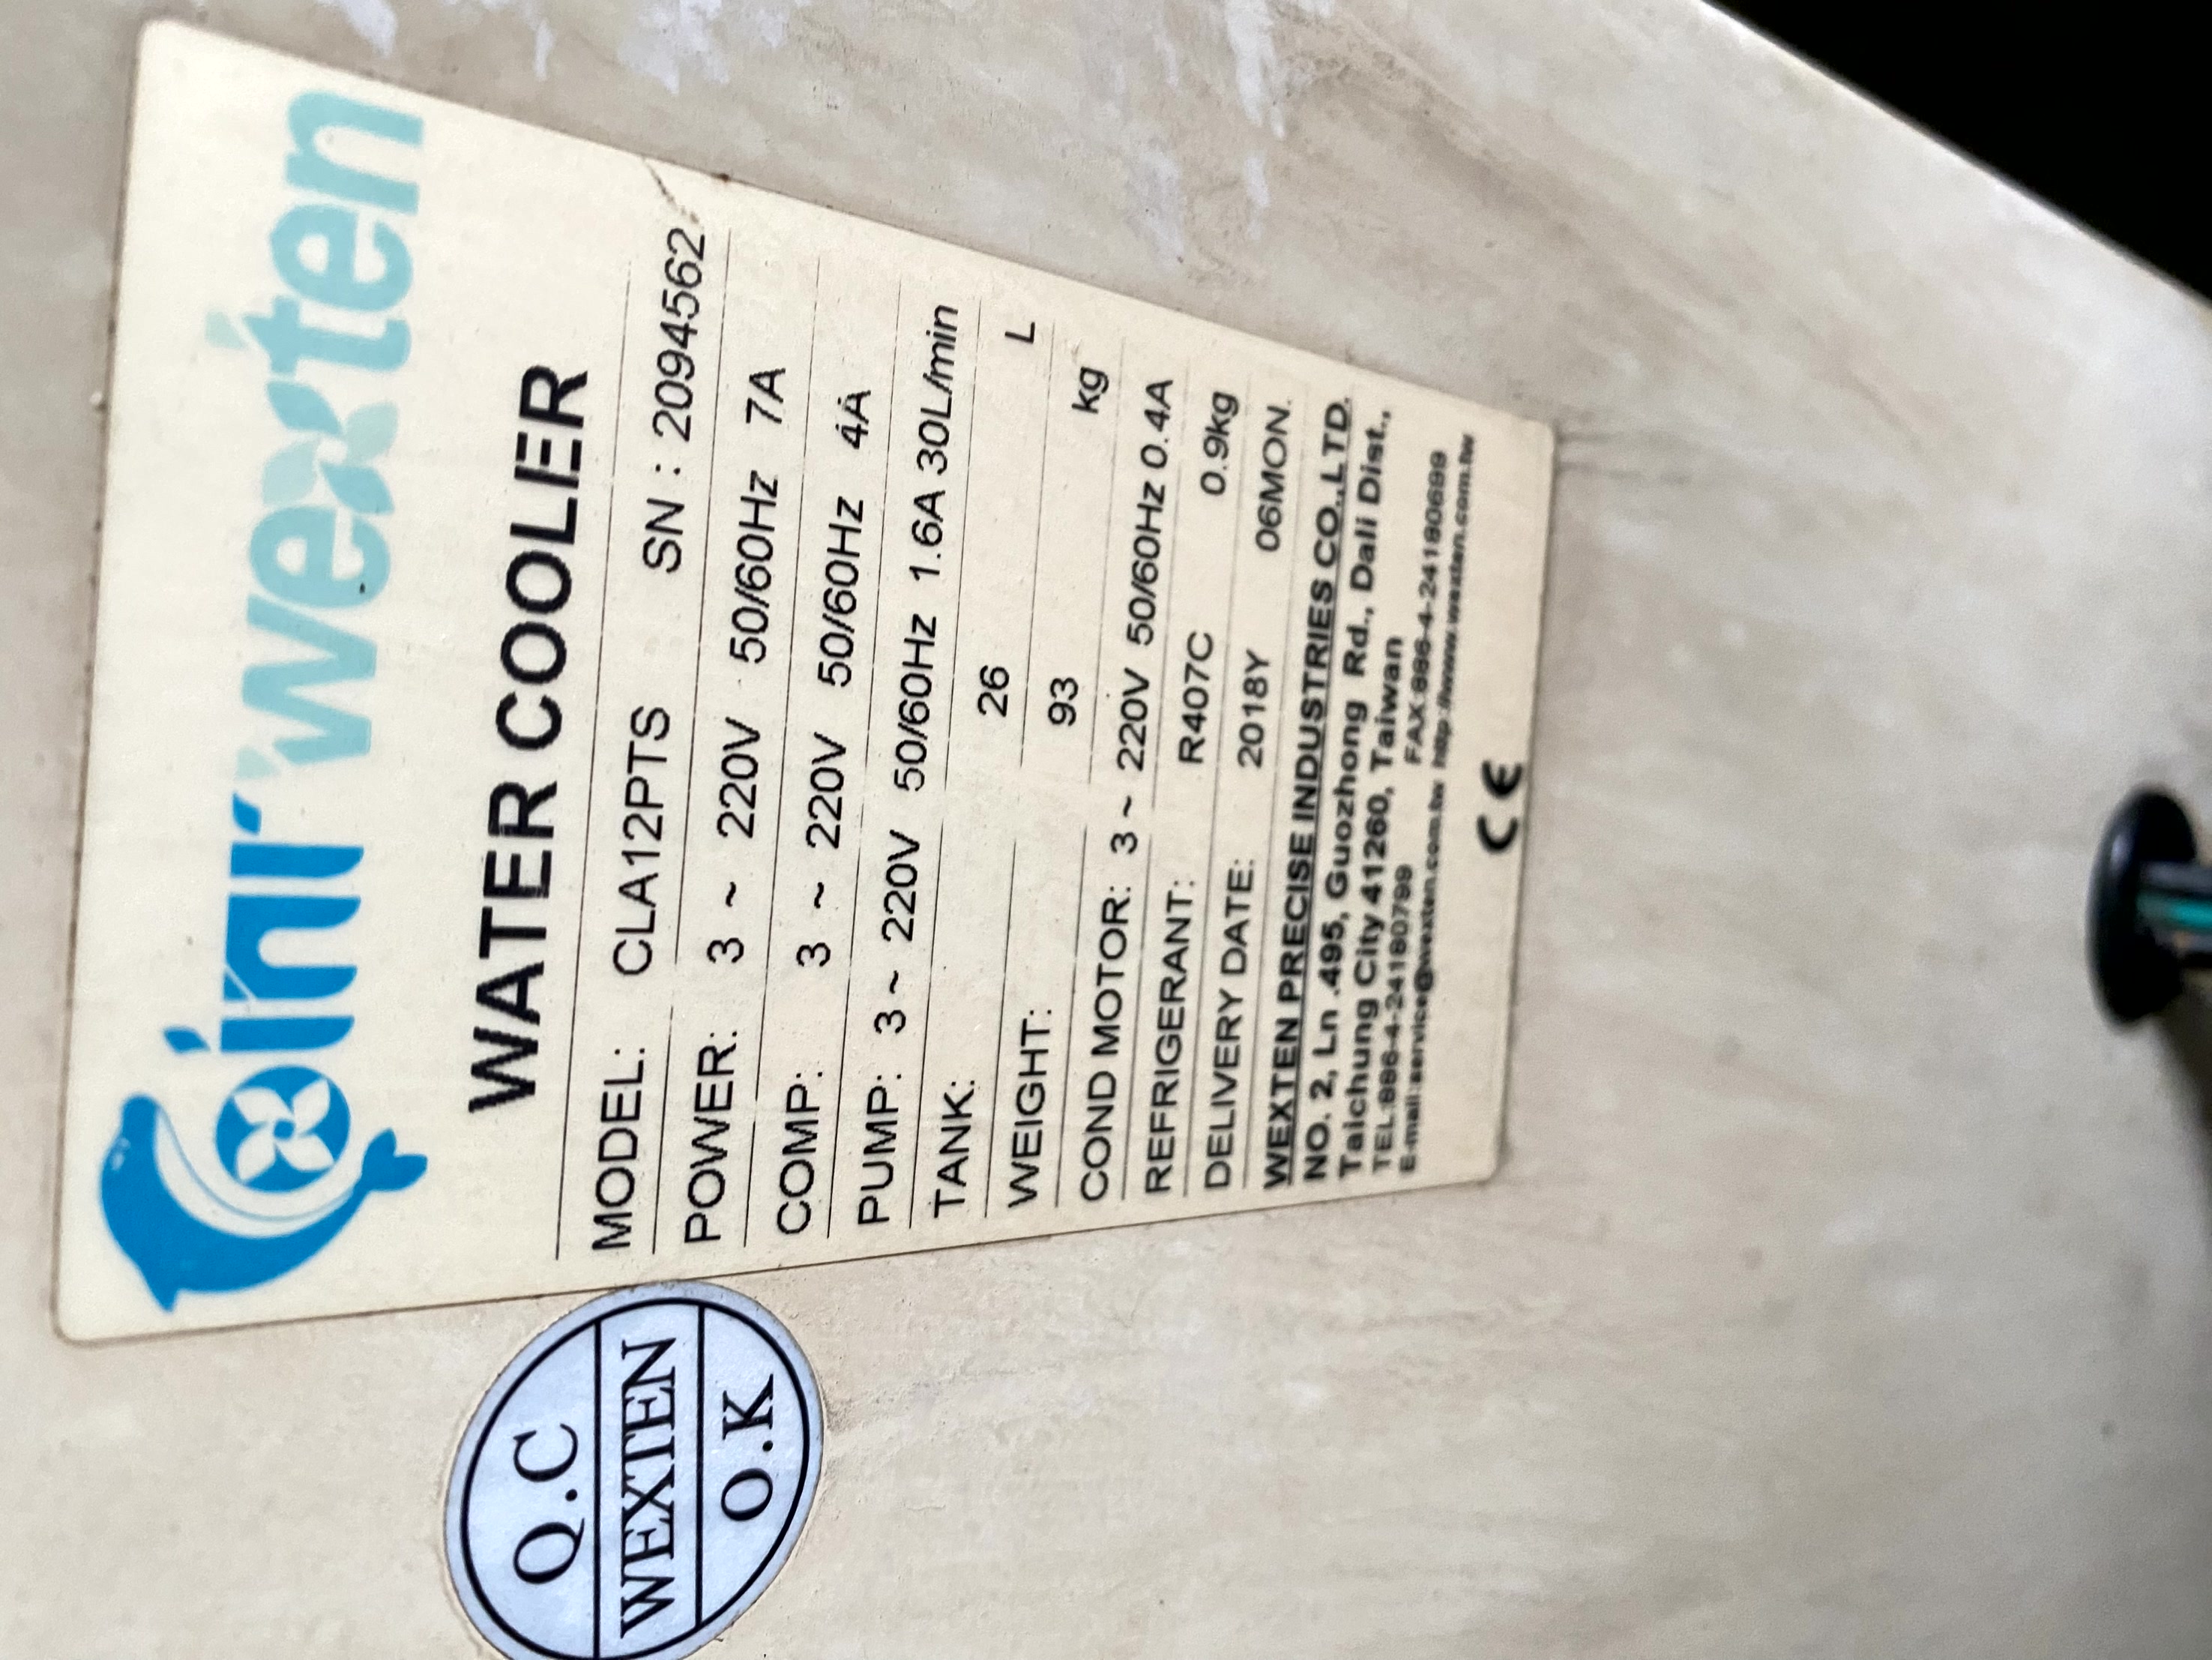 oinr wexten
WATER COOLER
MODEL: CLA12PTS SN : 2094562
POWER: 3 ~ 220V 50/60Hz 7A
COMP: 3 ~ 220V 50/60Hz 4A
PUMP: 3 ~ 220V 50/60Hz 1.6A 30L/min
TANK: 26 L
WEIGHT: 93 kg
COND MOTOR: 3 ~ 220V 50/60Hz 0.4A
REFRIGERANT: R407C 0.9kg
DELIVERY DATE: 2018Y 06MON.
WEXTEN PRECISE INDUSTRIES CO.,LTD.
NO. 2, Ln .495, Guozhong Rd., Dali Dist.,
Taichung City 41260, Taiwan
TEL:886-4-24180799 FAX:886-4-24180699
E-mail:service@wexten.com.tw http://www.wexten.com.tw
CE
Q.C
WEXTEN
O.K